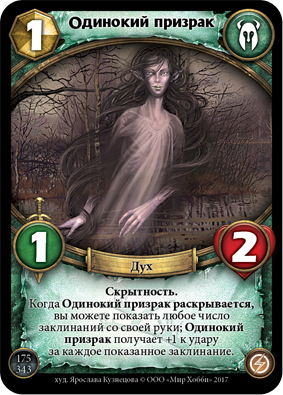 1
Одинокий призрак
1
Дух
2
Скрытность.
Когда Одинокий призрак раскрывается,
вы можете показать любое число
заклинаний со своей руки; Одинокий
призрак получает +1 к удару
за каждое показанное заклинание.
175
343
худ. Ярослава Кузнецова © ООО «Мир Хобби» 2017